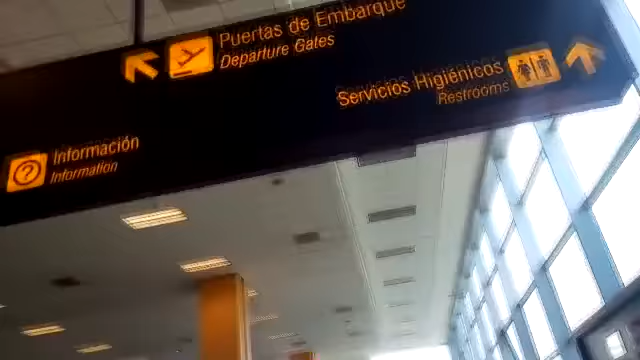 Puertas de Embarque
Departure Gates
Servicios Higiénicos
Restrooms
Información
Information